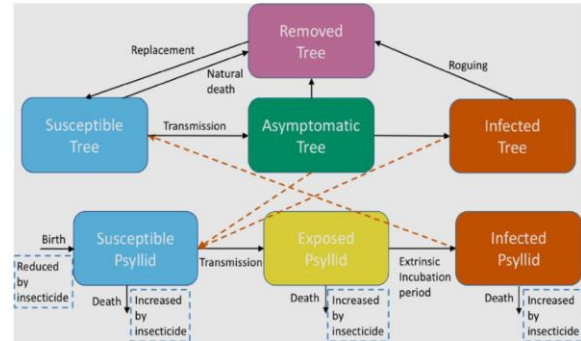 Removed
Tree
Replacement
Natural
death
Roguing
Susceptible
Tree
Transmission
Asymptomatic
Tree
Infected
Tree
Birth
Reduced
by
insecticide
Susceptible
Psyllid
Transmission
Exposed
Psyllid
Extrinsic
Incubation
period
Infected
Psyllid
Death
Increased
by
insecticide
Death
Increased
by
insecticide
Death
Increased
by
insecticide